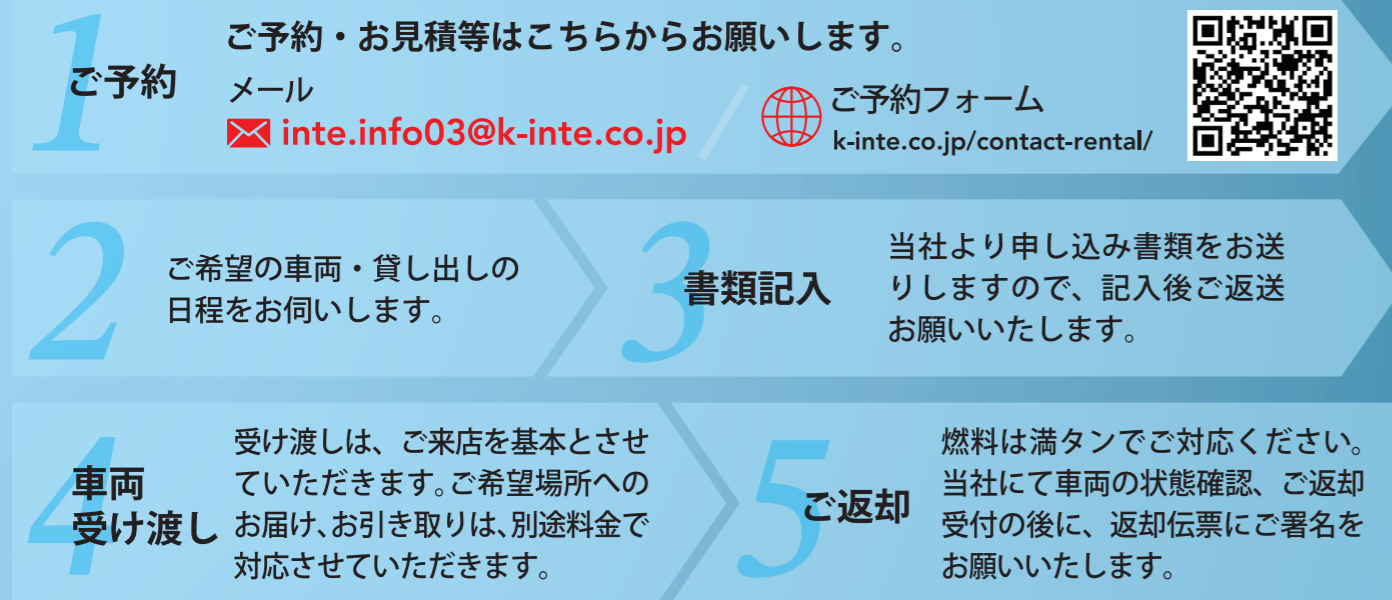 1
ご予約
ご予約・お見積等はこちらからお願いします。
メール
inte.info03@k-inte.co.jp
ご予約フォーム
k-inte.co.jp/contact-rental/
2
ご希望の車両・貸し出しの
日程をお伺いします。
3
書類記入
当社より申し込み書類をお送
りしますので、記入後ご返送
お願いいたします。
4
車両
受け渡し
受け渡しは、ご来店を基本とさせ
ていただきます。ご希望場所への
お届け、お引き取りは、別途料金で
対応させていただきます。
5
ご返却
燃料は満タンでご対応ください。
当社にて車両の状態確認、ご返却
受付の後に、返却伝票にご署名を
お願いいたします。